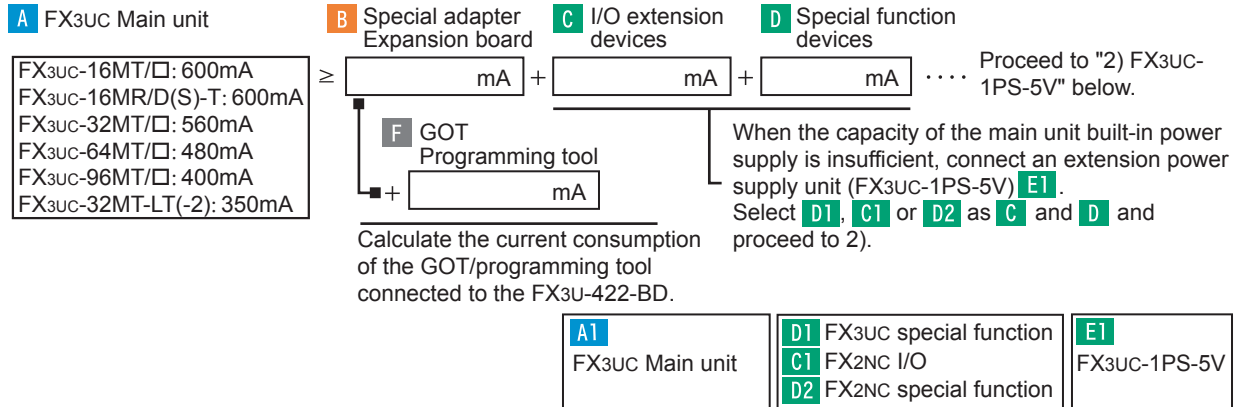 A FX3UC Main unit
B Special adapter
Expansion board
C I/O extension
devices
D Special function
devices
FX3UC-16MT/□: 600mA
FX3UC-16MR/D(S)-T: 600mA
FX3UC-32MT/□: 560mA
FX3UC-64MT/□: 480mA
FX3UC-96MT/□: 400mA
FX3UC-32MT-LT(-2): 350mA
≥ mA + mA + mA ····
Proceed to "2) FX3UC-
1PS-5V" below.
F GOT
Programming tool
+ mA
Calculate the current consumption
of the GOT/programming tool
connected to the FX3U-422-BD.
When the capacity of the main unit built-in power
supply is insufficient, connect an extension power
supply unit (FX3UC-1PS-5V) E1 .
Select D1 , C1 or D2 as C and D and
proceed to 2).
A1
FX3UC Main unit
D1 FX3UC special function
C1 FX2NC I/O
D2 FX2NC special function
E1
FX3UC-1PS-5V